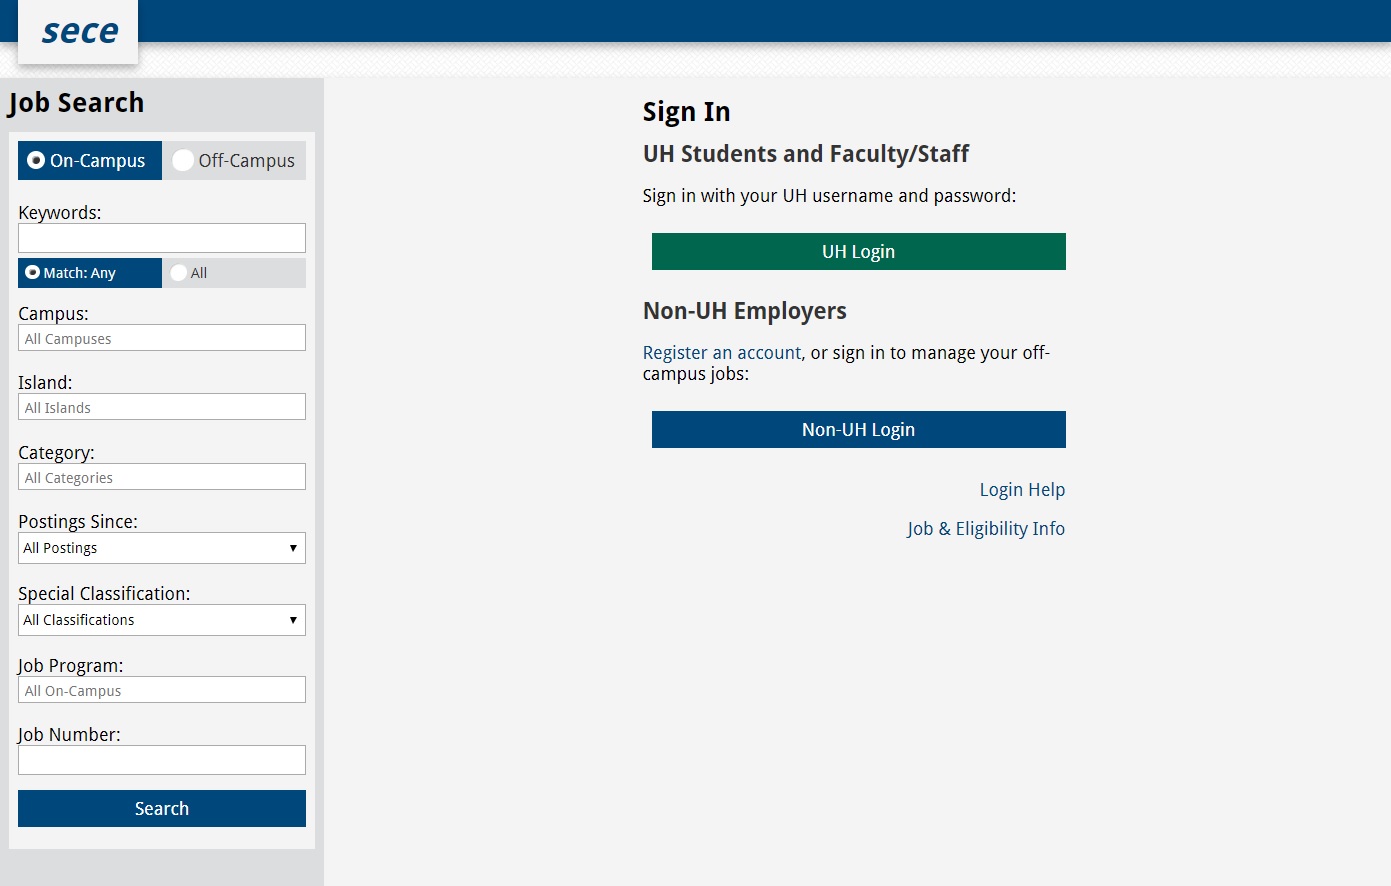 sece
Job Search
On-Campus
Off-Campus
Keywords:
Match: Any
All
Campus:
All Campuses
Island:
All Islands
Category:
All Categories
Postings Since:
All Postings
Special Classification:
All Classifications
Job Program:
All On-Campus
Job Number:
Search
Sign In
UH Students and Faculty/Staff
Sign in with your UH username and password:
UH Login
Non-UH Employers
Register an account, or sign in to manage your off-
campus jobs:
Non-UH Login
Login Help
Job & Eligibility Info